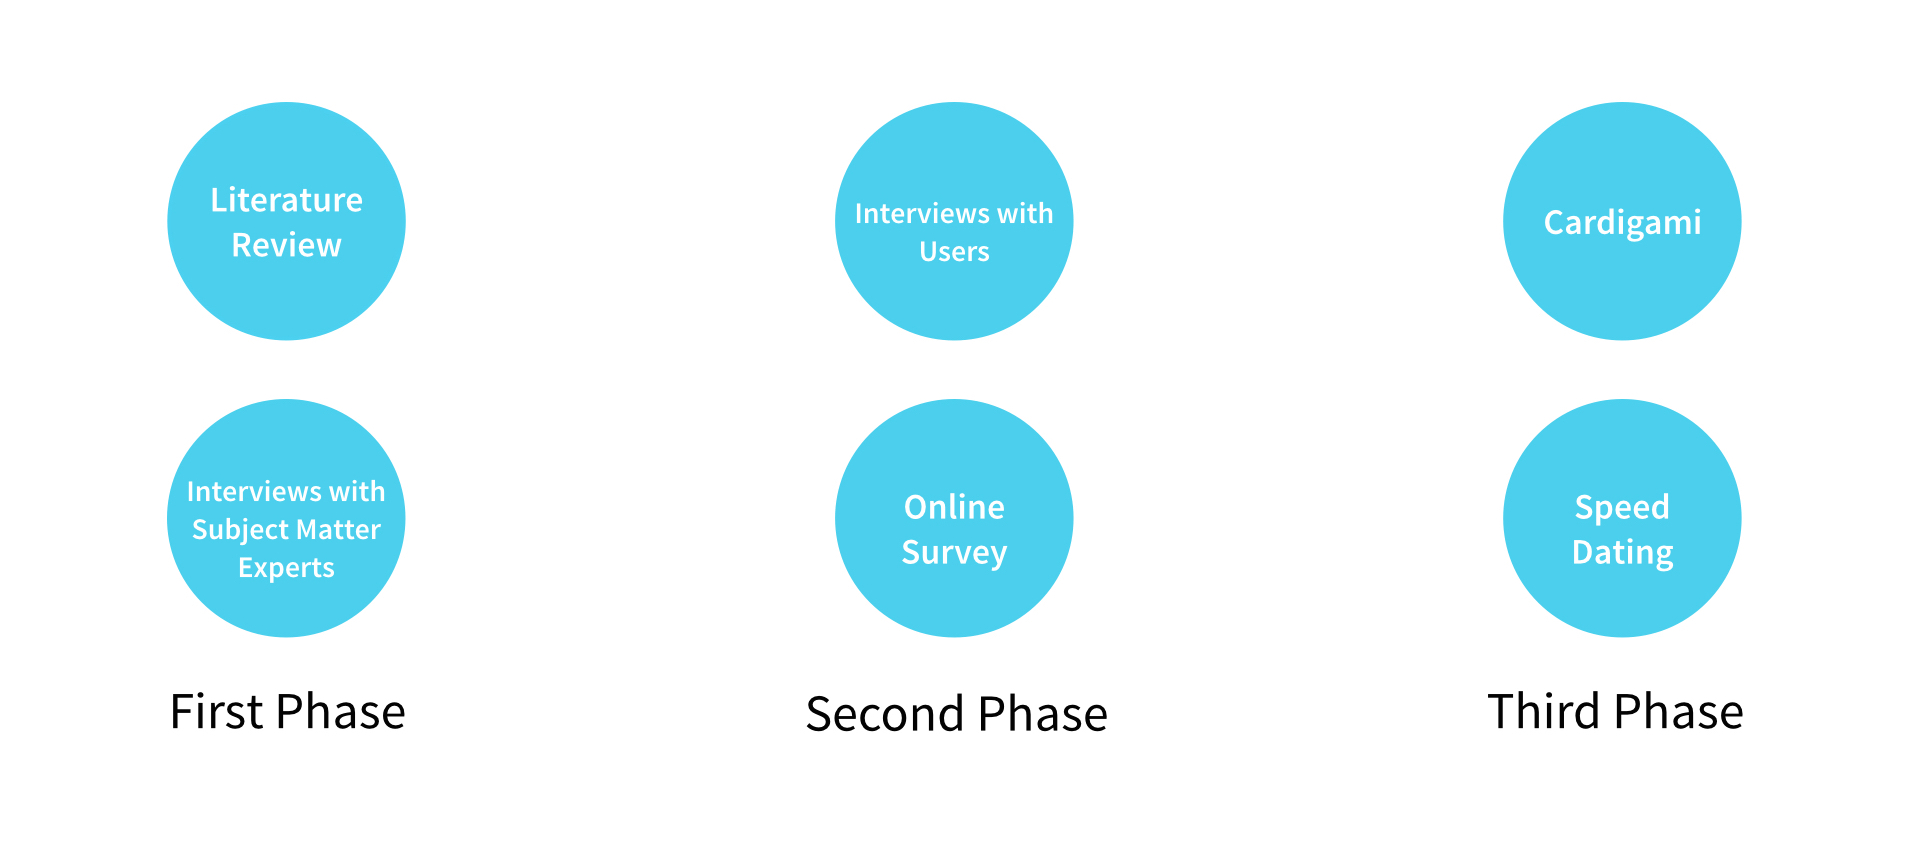 Literature
Review
Interviews with
Subject Matter
Experts
First Phase
Interviews with
Users
Online
Survey
Second Phase
Cardigami
Speed
Dating
Third Phase